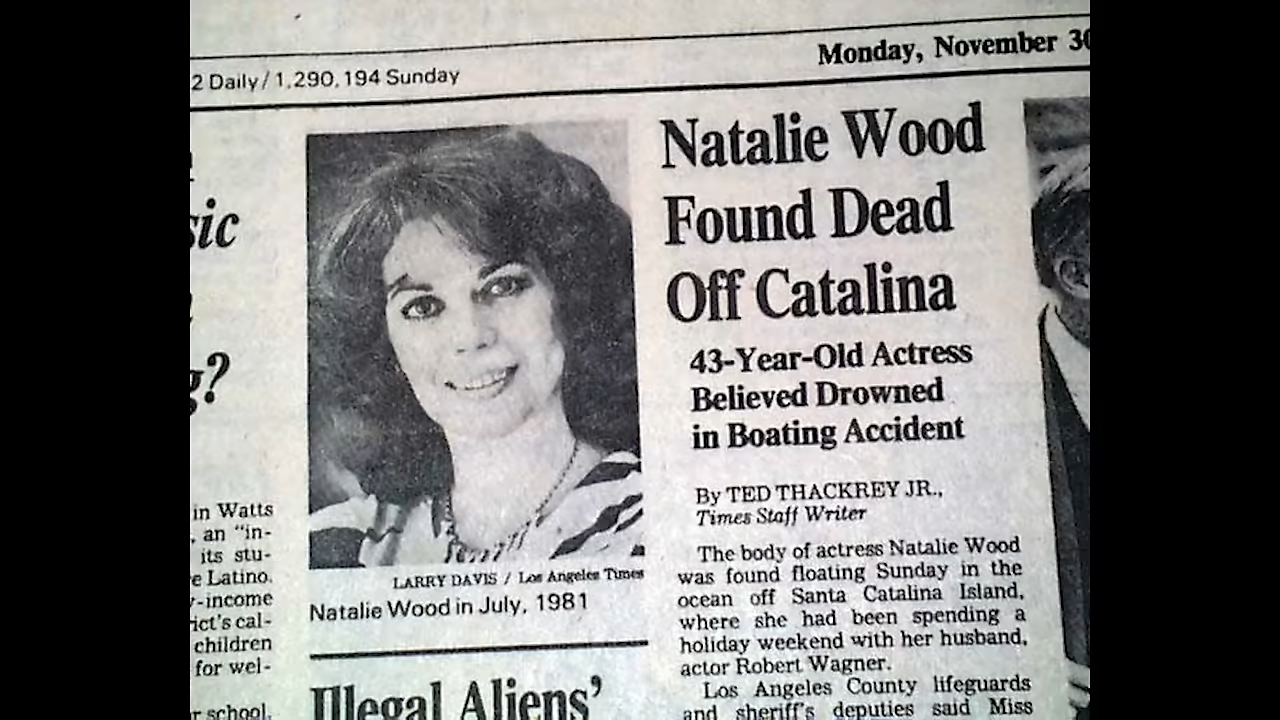 2 Daily / 1,290,194 Sunday
Monday, November 30
sic
g?
in Watts
, an “in-
its stu-
e Latino.
-income
ict's cal-
children
for wel-
r school.
LARRY DAVIS / Los Angeles Times
Natalie Wood in July, 1981
Illegal Aliens’
Natalie Wood
Found Dead
Off Catalina
43-Year-Old Actress
Believed Drowned
in Boating Accident
By TED THACKREY JR.,
Times Staff Writer
The body of actress Natalie Wood
was found floating Sunday in the
ocean off Santa Catalina Island,
where she had been spending a
holiday weekend with her husband,
actor Robert Wagner.
Los Angeles County lifeguards
and sheriff's deputies said Miss